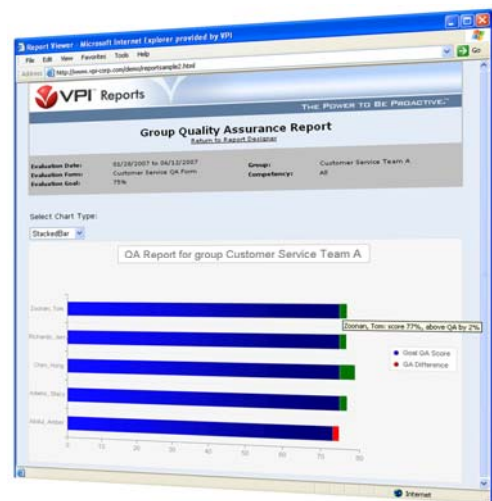 Report Viewer - Microsoft Internet Explorer provided by VPI
File Edit View Favorites Tools Help
Address http://www.vpi-corp.com/demo/reportsample2.html Go
VPI Reports
THE POWER TO BE PROACTIVE.™
Group Quality Assurance Report
Return to Report Designer
Evaluation Date: 01/28/2007 to 06/12/2007 Group: Customer Service Team A
Evaluation Form: Customer Service QA Form Competency: All
Evaluation Goal: 75%
Select Chart Type:
StackedBar
QA Report for group Customer Service Team A
Zoonan, Tom
Zoonan, Tom: score 77%, above QA by 2%
Richards, Jeri
Goal QA Score
QA Difference
Chen, Hong
Abdul, Amber
0 10 20 30 40 50 60 70 80
Internet